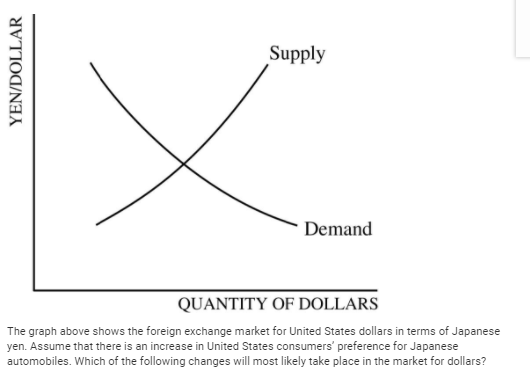 YEN/DOLLAR
Supply
Demand
QUANTITY OF DOLLARS
The graph above shows the foreign exchange market for United States dollars in terms of Japanese
yen. Assume that there is an increase in United States consumers' preference for Japanese
automobiles. Which of the following changes will most likely take place in the market for dollars?